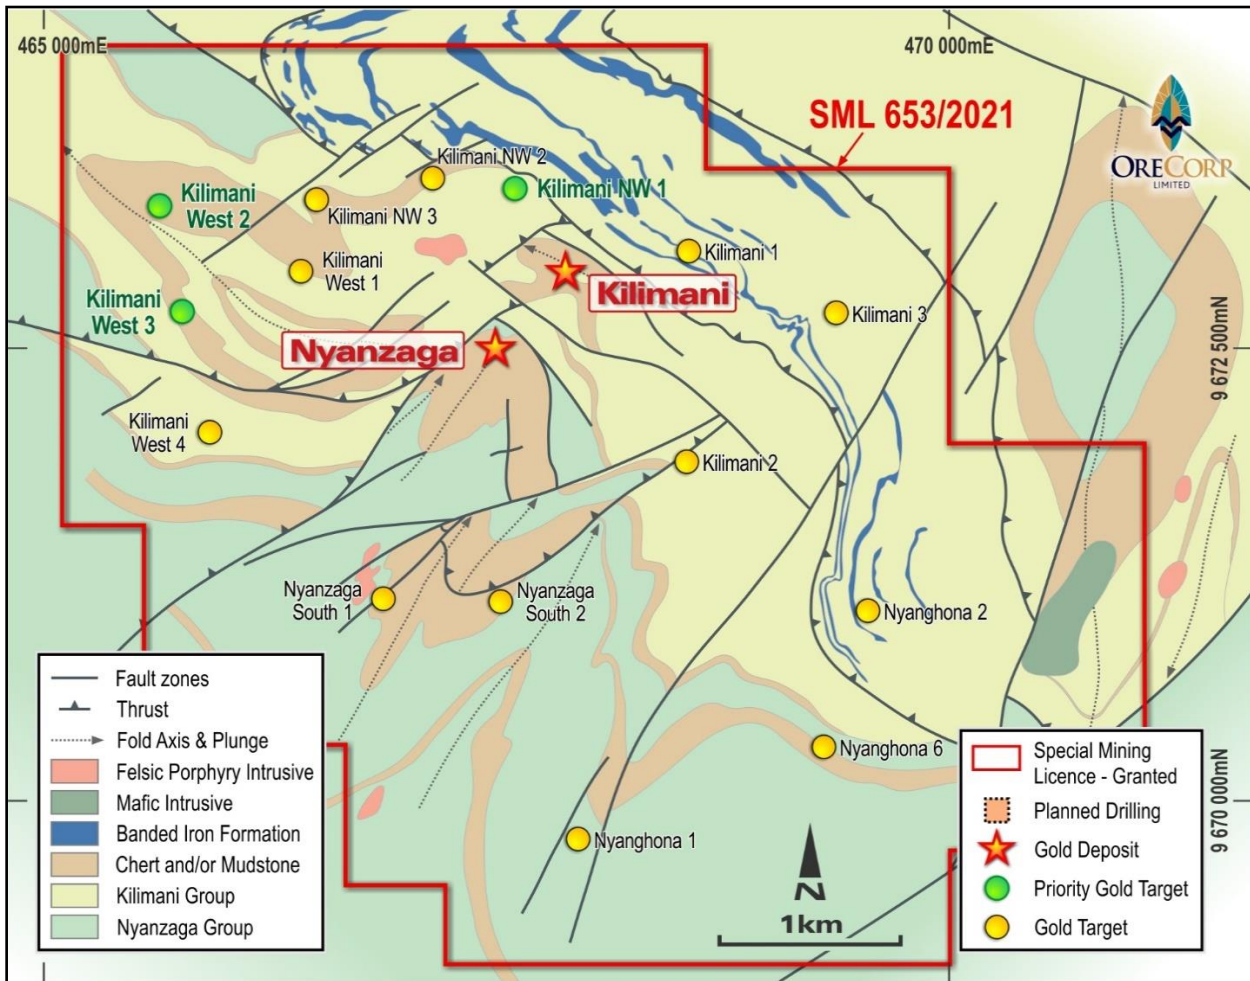 465 000mE
470 000mE
SML 653/2021
ORECORP
LIMITED
Kilimani NW 2
Kilimani
West 2
Kilimani NW 1
Kilimani NW 3
Kilimani 1
Kilimani
West 1
Kilimani
Kilimani
West 3
Kilimani 3
Nyanzaga
9 672 500mN
Kilimani
West 4
Kilimani 2
Nyanzaga
South 1
Nyanzaga
South 2
Nyanghona 2
Nyanghona 6
Nyanghona 1
9 670 000mN
Fault zones
Thrust
Fold Axis & Plunge
Felsic Porphyry Intrusive
Mafic Intrusive
Banded Iron Formation
Chert and/or Mudstone
Kilimani Group
Nyanzaga Group
N
1km
Special Mining
Licence - Granted
Planned Drilling
Gold Deposit
Priority Gold Target
Gold Target